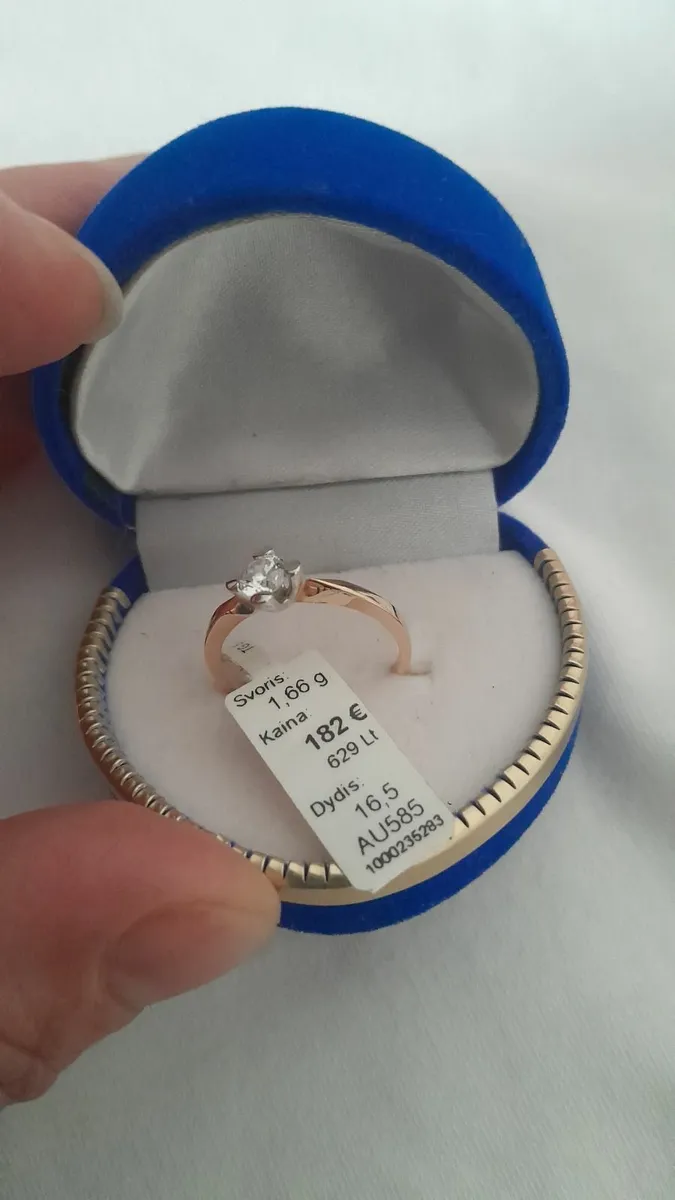 Svoris:
1,66 g
Kaina:
182 €
629 Lt
Dydis:
16,5
AU585
1000235283